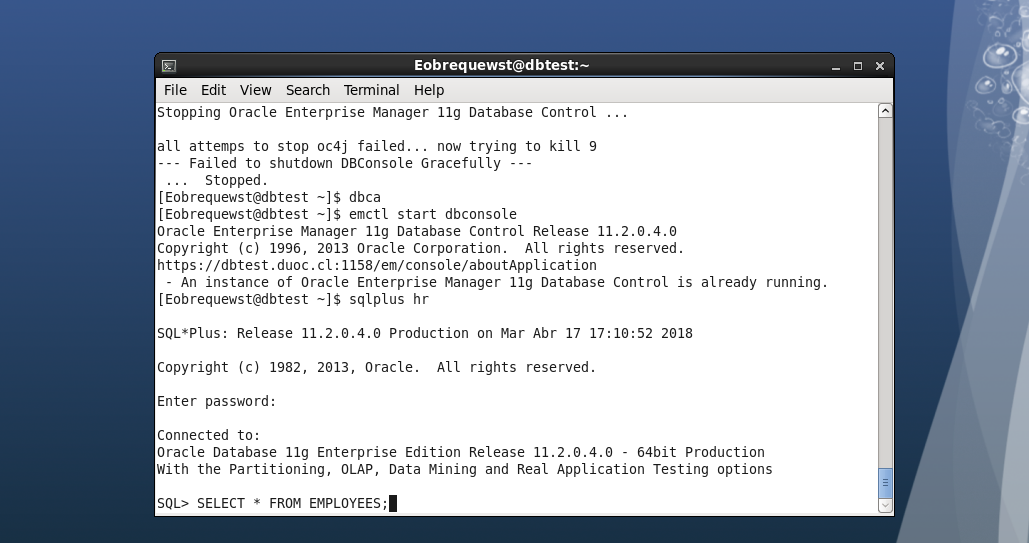 Eobrequewst@dbtest:~
File Edit View Search Terminal Help
Stopping Oracle Enterprise Manager 11g Database Control ...
all attemps to stop oc4j failed... now trying to kill 9
--- Failed to shutdown DBConsole Gracefully ---
 ...  Stopped.
[Eobrequewst@dbtest ~]$ dbca
[Eobrequewst@dbtest ~]$ emctl start dbconsole
Oracle Enterprise Manager 11g Database Control Release 11.2.0.4.0
Copyright (c) 1996, 2013 Oracle Corporation.  All rights reserved.
https://dbtest.duoc.cl:1158/em/console/aboutApplication
 - An instance of Oracle Enterprise Manager 11g Database Control is already running.
[Eobrequewst@dbtest ~]$ sqlplus hr
SQL*Plus: Release 11.2.0.4.0 Production on Mar Abr 17 17:10:52 2018
Copyright (c) 1982, 2013, Oracle.  All rights reserved.
Enter password:
Connected to:
Oracle Database 11g Enterprise Edition Release 11.2.0.4.0 - 64bit Production
With the Partitioning, OLAP, Data Mining and Real Application Testing options
SQL> SELECT * FROM EMPLOYEES;